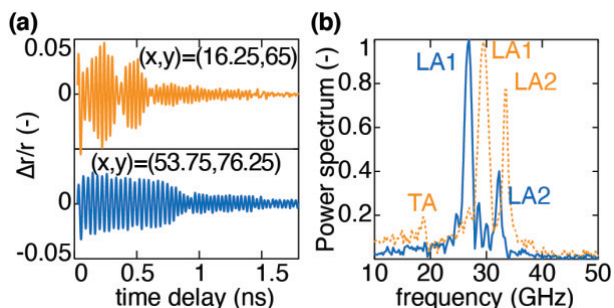 (a)
0.05
0
0
-0.05
Δr/r (-)
(x,y)=(16.25,65)
(x,y)=(53.75,76.25)
0
0.5
1
1.5
time delay (ns)
(b)
1
0.8
0.6
0.4
0.2
Power spectrum (-)
LA1
LA1
LA2
LA2
TA
10
20
30
40
50
frequency (GHz)